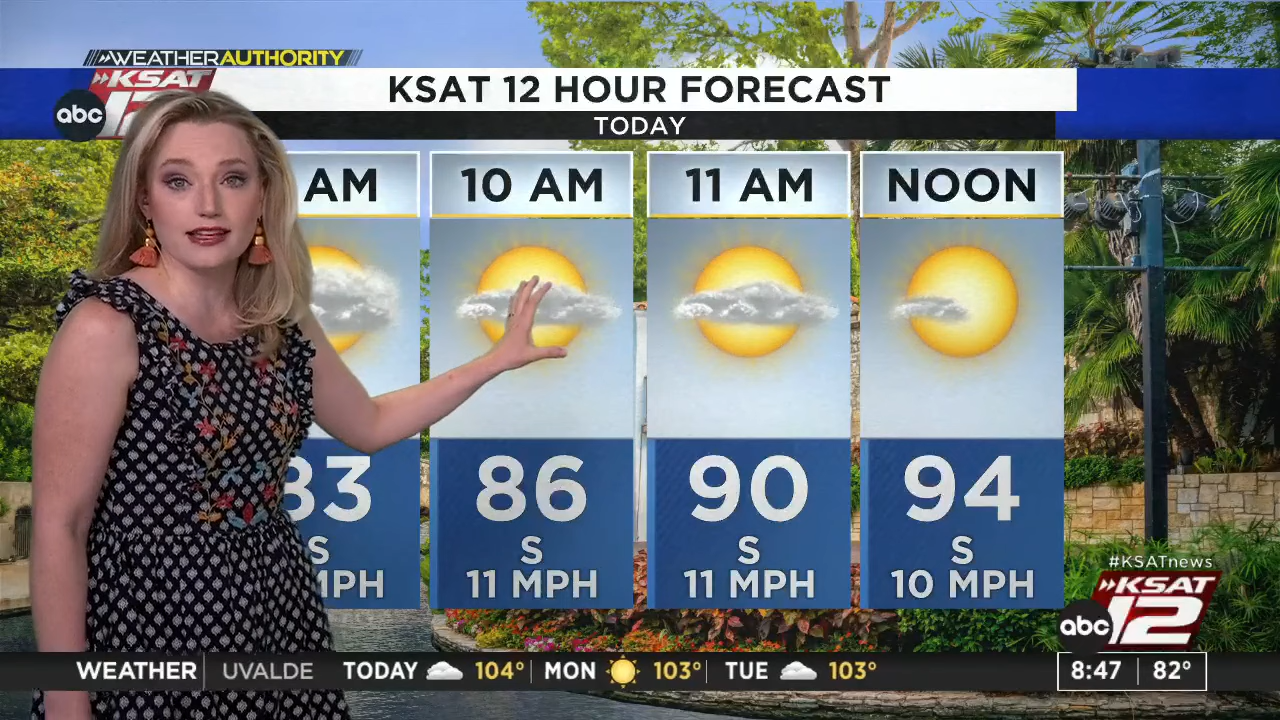 WEATHERAUTHORITY
KSAT
12
abc
KSAT 12 HOUR FORECAST
TODAY
AM
10 AM
11 AM
NOON
83
86
90
94
S
S
S
S
MPH
11 MPH
11 MPH
10 MPH
#KSATnews
KSAT
abc 12
WEATHER UVALDE TODAY 104° MON 103° TUE 103°
8:47 82°